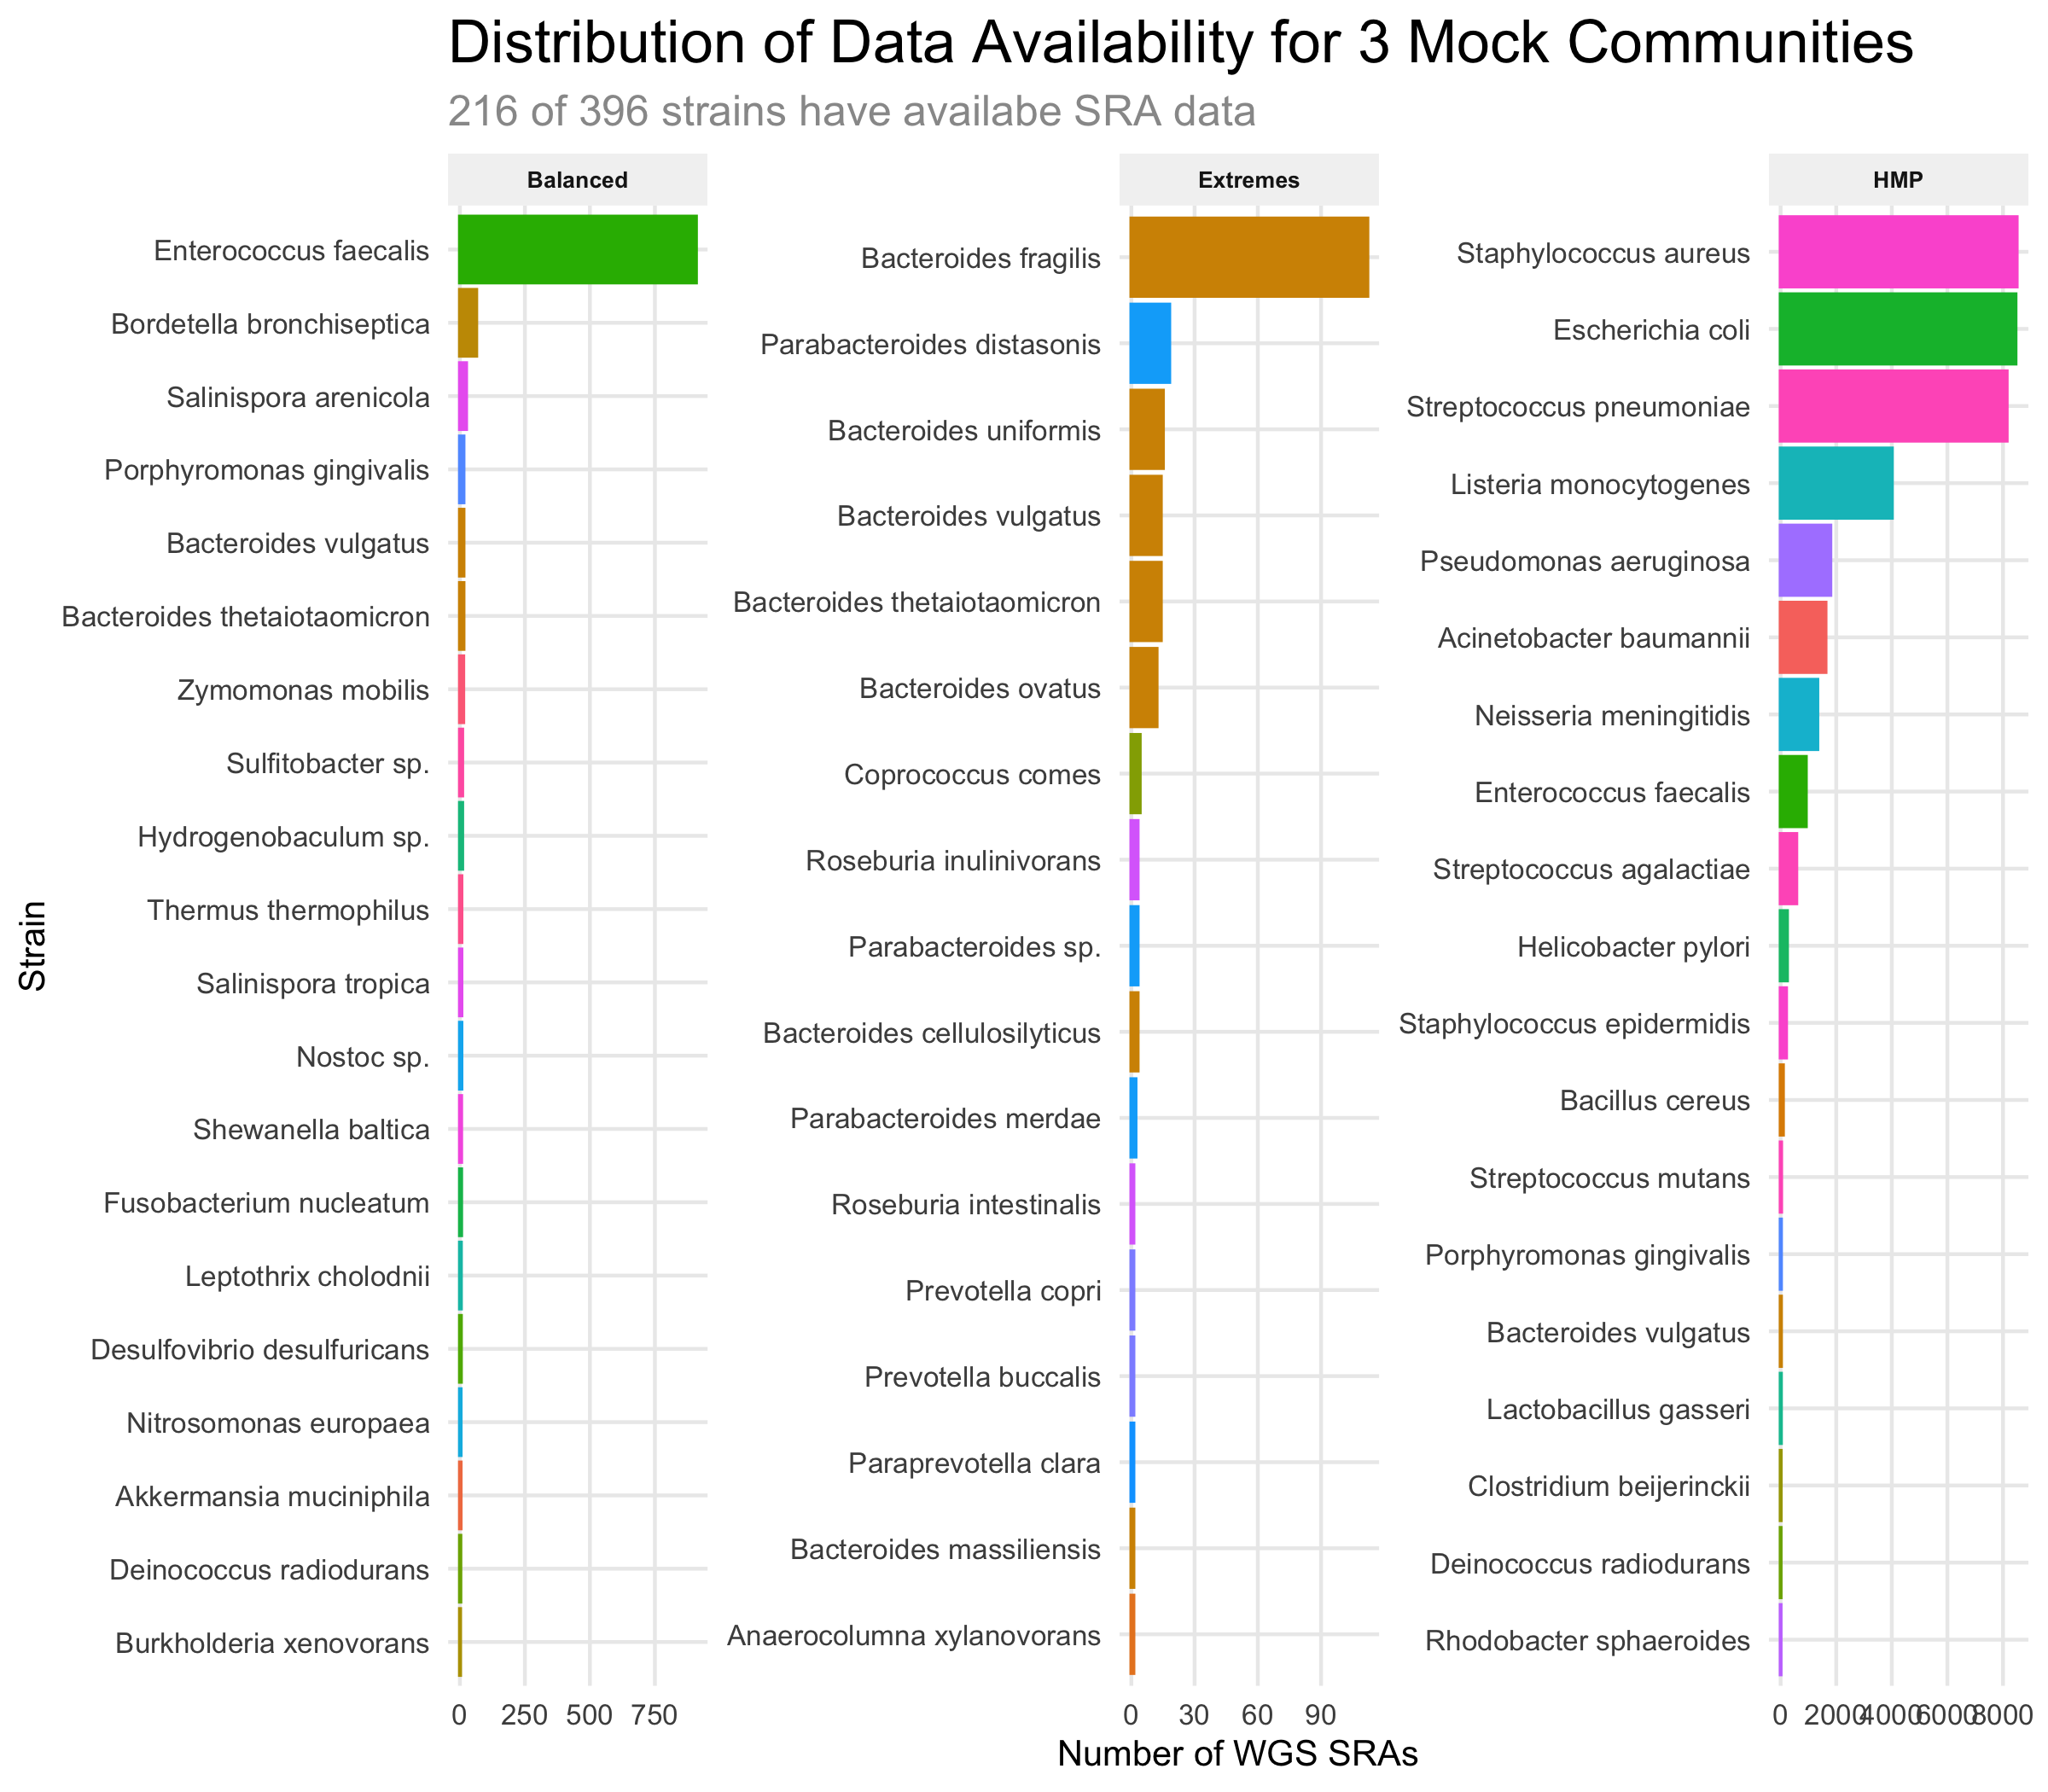 Distribution of Data Availability for 3 Mock Communities
216 of 396 strains have availabe SRA data
Balanced
Enterococcus faecalis
Bordetella bronchiseptica
Salinispora arenicola
Porphyromonas gingivalis
Bacteroides vulgatus
Bacteroides thetaiotaomicron
Zymomonas mobilis
Sulfitobacter sp.
Hydrogenobaculum sp.
Thermus thermophilus
Salinispora tropica
Nostoc sp.
Shewanella baltica
Fusobacterium nucleatum
Leptothrix cholodnii
Desulfovibrio desulfuricans
Nitrosomonas europaea
Akkermansia muciniphila
Deinococcus radiodurans
Burkholderia xenovorans
0 250 500 750
Extremes
Bacteroides fragilis
Parabacteroides distasonis
Bacteroides uniformis
Bacteroides vulgatus
Bacteroides thetaiotaomicron
Bacteroides ovatus
Coprococcus comes
Roseburia inulinivorans
Parabacteroides sp.
Bacteroides cellulosilyticus
Parabacteroides merdae
Roseburia intestinalis
Prevotella copri
Prevotella buccalis
Paraprevotella clara
Bacteroides massiliensis
Anaerocolumna xylanovorans
0 30 60 90
HMP
Staphylococcus aureus
Escherichia coli
Streptococcus pneumoniae
Listeria monocytogenes
Pseudomonas aeruginosa
Acinetobacter baumannii
Neisseria meningitidis
Enterococcus faecalis
Streptococcus agalactiae
Helicobacter pylori
Staphylococcus epidermidis
Bacillus cereus
Streptococcus mutans
Porphyromonas gingivalis
Bacteroides vulgatus
Lactobacillus gasseri
Clostridium beijerinckii
Deinococcus radiodurans
Rhodobacter sphaeroides
0 2000 4000 6000 8000
Strain
Number of WGS SRAs